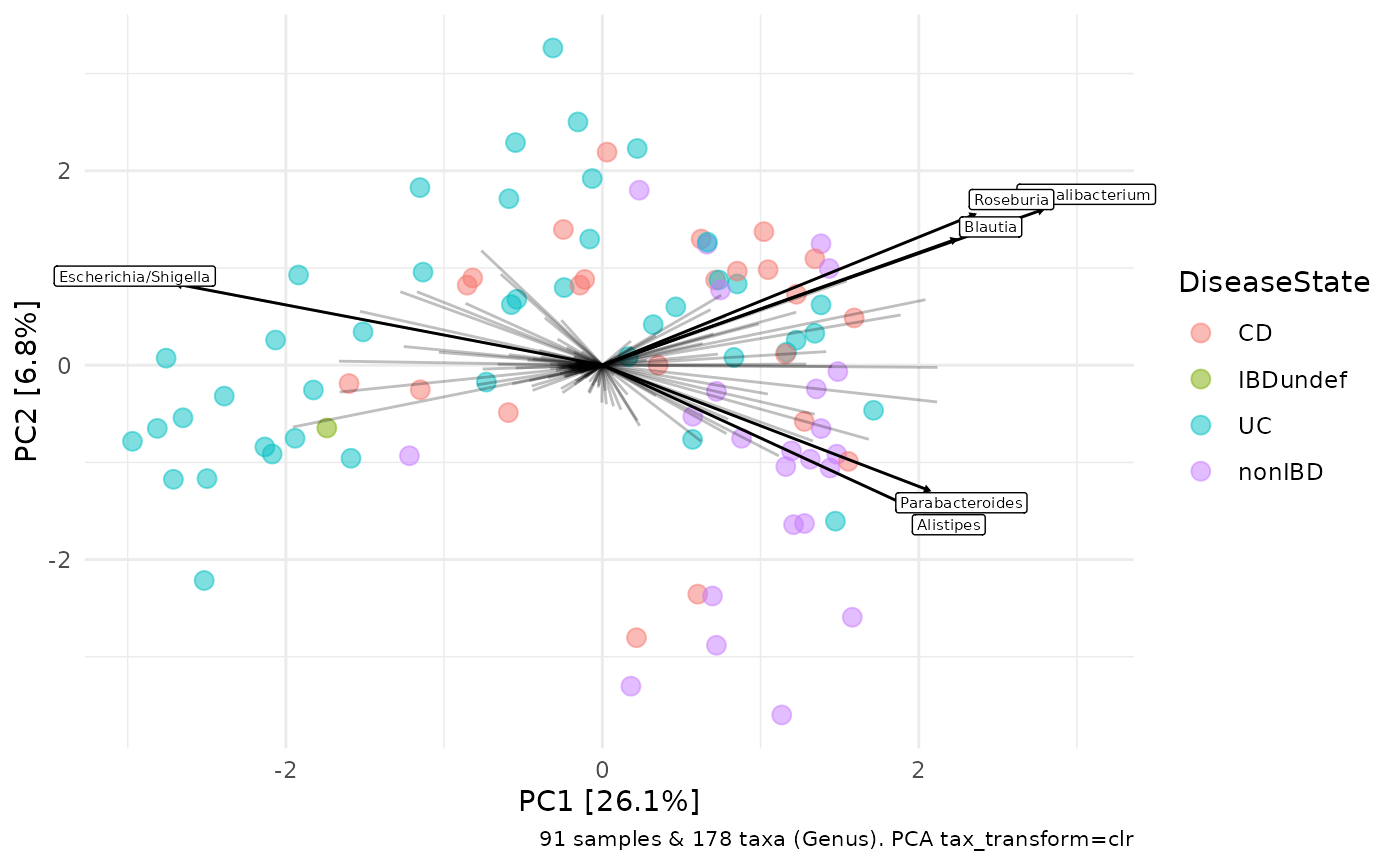 2
0
-2
PC2 [6.8%]
Roseburia
alibacterium
Blautia
Escherichia/Shigella
Parabacteroides
Alistipes
-2
0
2
PC1 [26.1%]
91 samples & 178 taxa (Genus). PCA tax_transform=clr
DiseaseState
CD
IBDundef
UC
nonIBD